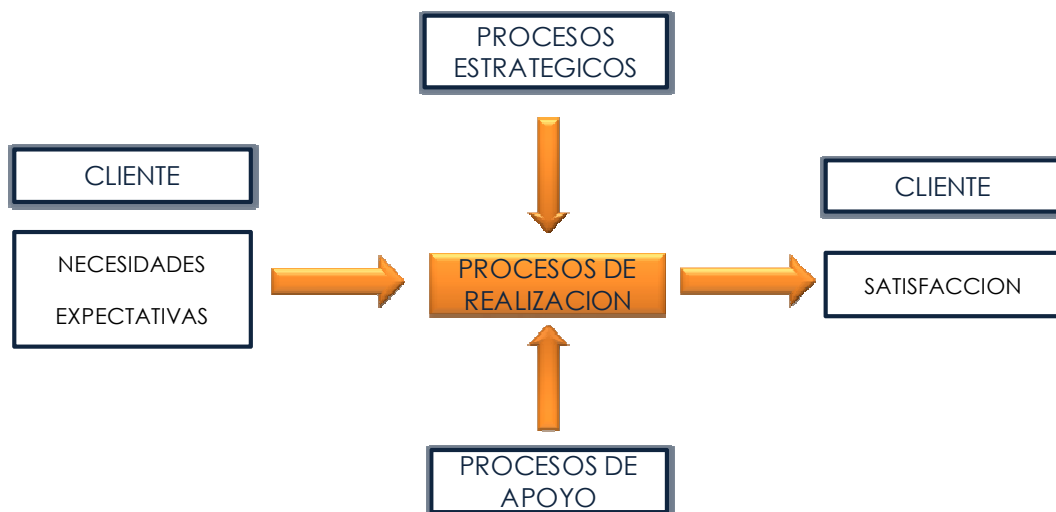 PROCESOS
ESTRATEGICOS
CLIENTE
NECESIDADES
EXPECTATIVAS
PROCESOS DE
REALIZACION
CLIENTE
SATISFACCION
PROCESOS DE
APOYO